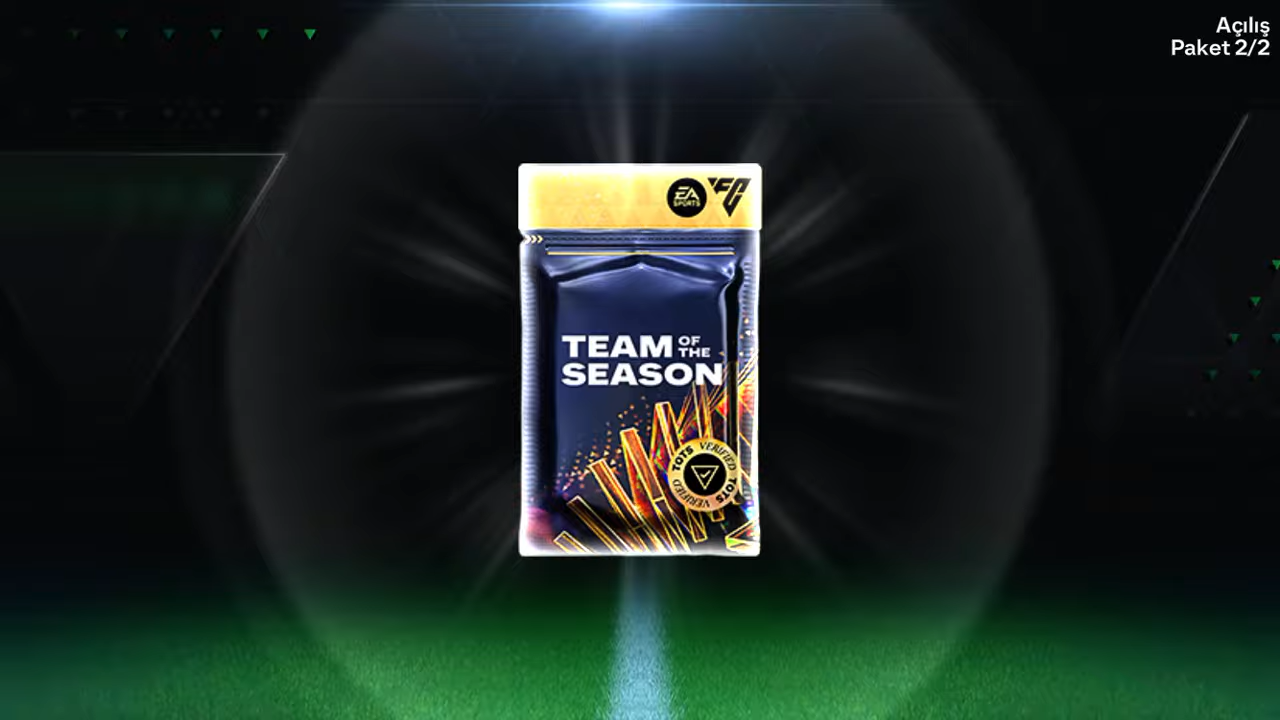 Açılış
Paket 2/2
EA
SPORTS
FC
TEAM OF
THE
SEASON
TOTS VERIFIED TOTS VERIFIED